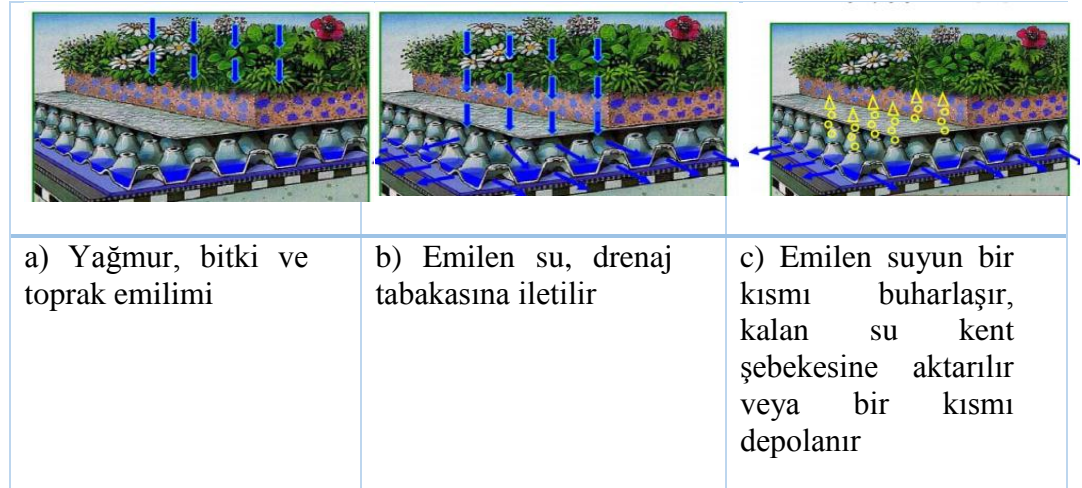 a) Yağmur, bitki ve
toprak emilimi
b) Emilen su, drenaj
tabakasına iletilir
c) Emilen suyun bir
kısmı buharlaşır,
kalan su kent
şebekesine aktarılır
veya bir kısmı
depolanır